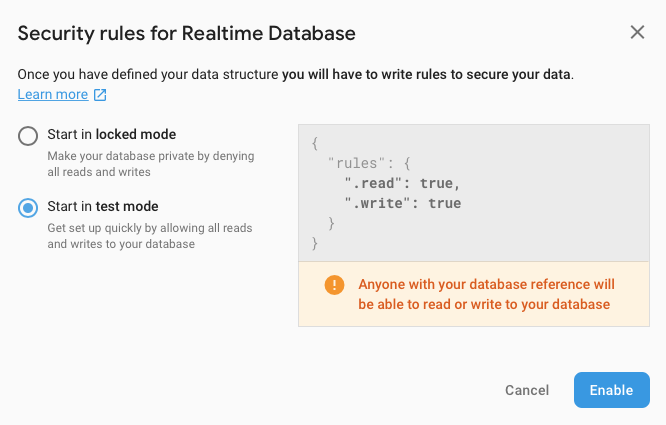 Security rules for Realtime Database
Once you have defined your data structure you will have to write rules to secure your data.
Learn more
Start in locked mode
Make your database private by denying
all reads and writes
Start in test mode
Get set up quickly by allowing all reads
and writes to your database
{
  "rules": {
    ".read": true,
    ".write": true
  }
}
Anyone with your database reference will
be able to read or write to your database
Cancel
Enable